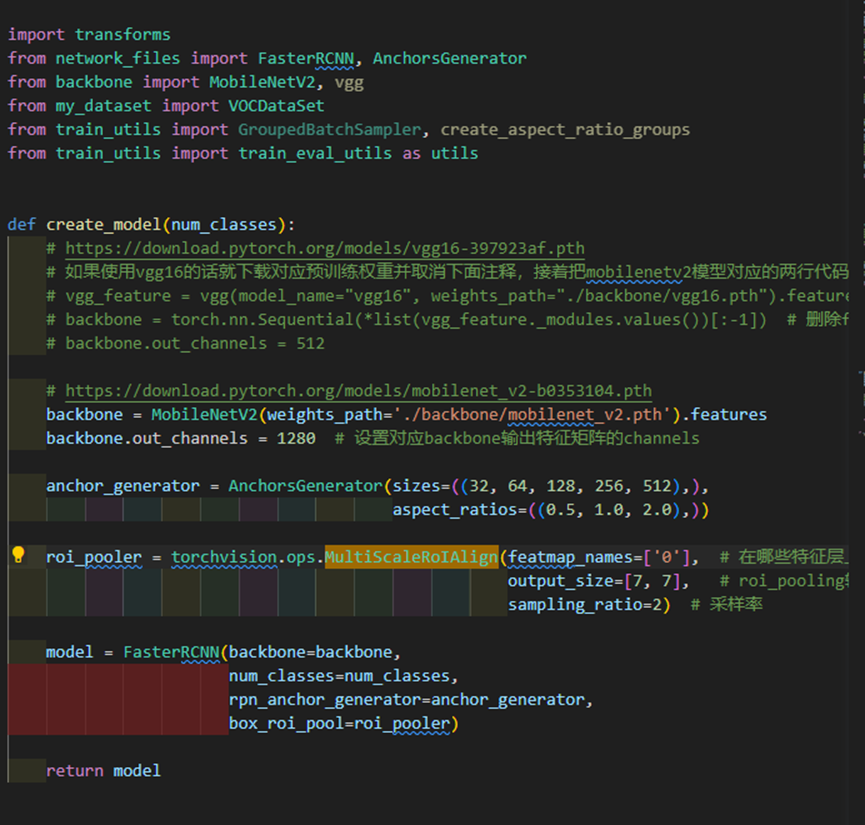 import transforms
from network_files import FasterRCNN, AnchorsGenerator
from backbone import MobileNetV2, vgg
from my_dataset import VOCDataSet
from train_utils import GroupedBatchSampler, create_aspect_ratio_groups
from train_utils import train_eval_utils as utils
def create_model(num_classes):
# https://download.pytorch.org/models/vgg16-397923af.pth
# 如果使用vgg16的话就下载对应预训练权重并取消下面注释，接着把mobilenetv2模型对应的两行代码
# vgg_feature = vgg(model_name="vgg16", weights_path="./backbone/vgg16.pth").feature
# backbone = torch.nn.Sequential(*list(vgg_feature._modules.values())[:-1])  # 删除f
# backbone.out_channels = 512
# https://download.pytorch.org/models/mobilenet_v2-b0353104.pth
backbone = MobileNetV2(weights_path='./backbone/mobilenet_v2.pth').features
backbone.out_channels = 1280  # 设置对应backbone输出特征矩阵的channels
anchor_generator = AnchorsGenerator(sizes=((32, 64, 128, 256, 512),),
aspect_ratios=((0.5, 1.0, 2.0),))
roi_pooler = torchvision.ops.MultiScaleRoIAlign(featmap_names=['0'],  # 在哪些特征层
output_size=[7, 7],   # roi_pooling
sampling_ratio=2)  # 采样率
model = FasterRCNN(backbone=backbone,
num_classes=num_classes,
rpn_anchor_generator=anchor_generator,
box_roi_pool=roi_pooler)
return model